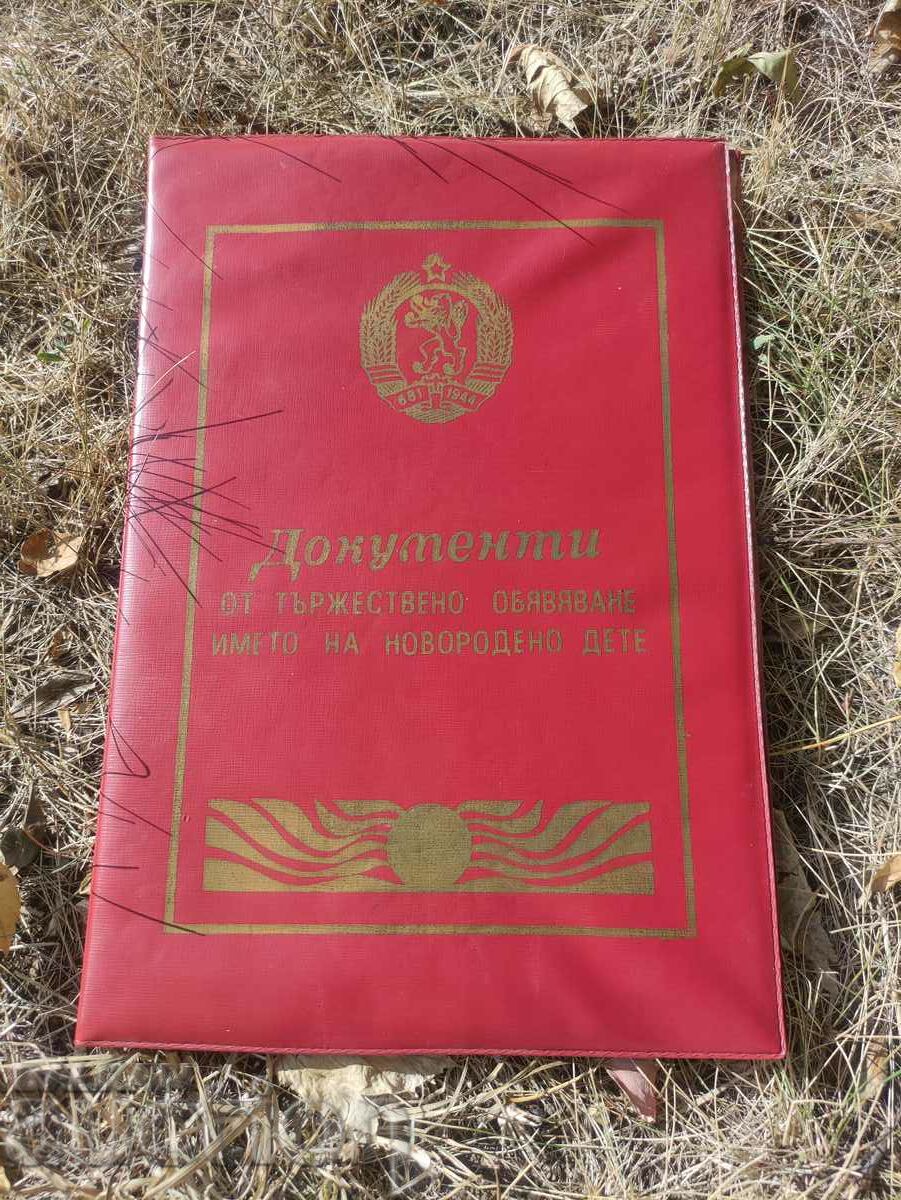 681 1944
Документи
ОТ ТЪРЖЕСТВЕНО ОБЯВЯВАНЕ
ИМЕТО НА НОВОРОДЕНО ДЕТЕ